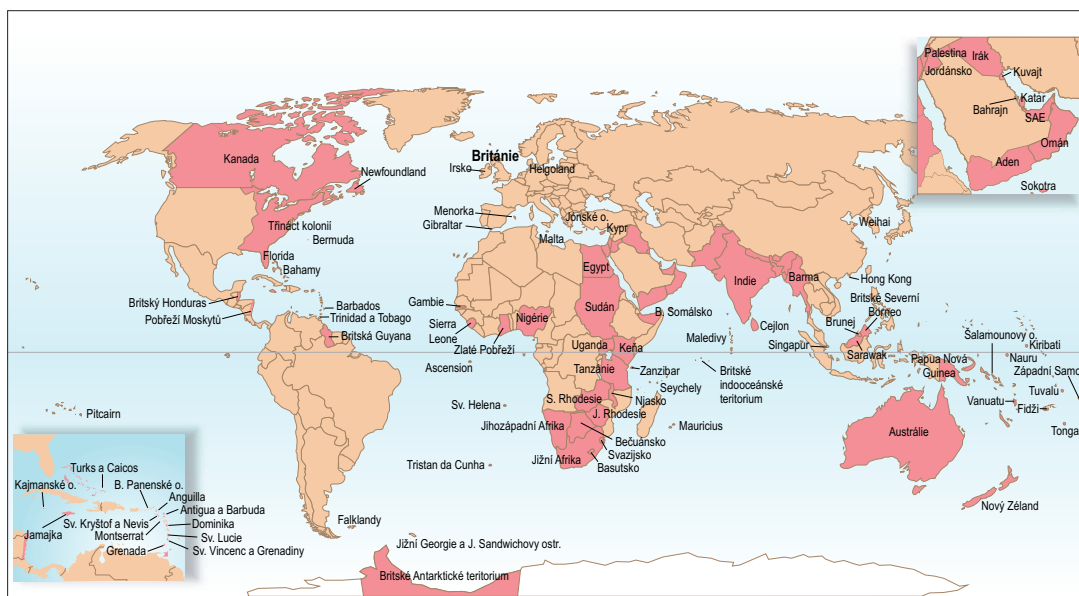 Palestina
Irák
Jordánsko
Kuvajt
Katar
Bahrajn
SAE
Omán
Aden
Sokotra
Kanada
Newfoundland
Británie
Irsko
Helgoland
Menorka
Gibraltar
Jónské o.
Malta
Kypr
Weihai
Třináct kolonií
Bermuda
Florida
Bahamy
Egypt
Indie
Barma
Hong Kong
Britský Honduras
Pobřeží Moskytů
Barbados
Trinidad a Tobago
Britská Guyana
Gambie
Sierra
Leone
Zlaté Pobřeží
Nigérie
Súdán
B. Somálsko
Maledivy
Cejlon
Britské Severní
Borneo
Brunej
Singapúr
Sarawak
Šalamounovy o.
Kiribati
Nauru
Papua Nová
Guinea
Západní Samo
Tuvalu
Vanuatu
Fidži
Tonga
Ascension
Uganda
Keňa
Tanzánie
Zanzibar
Seychely
Britské
indooceánské
teritorium
Pitcairn
Sv. Helena
S. Rhodesie
Njasko
J. Rhodesie
Mauricius
Jihozápadní Afrika
Bečuánsko
Svazijsko
Jižní Afrika
Basutsko
Austrálie
Tristan da Cunha
Nový Zéland
Falklandy
Jižní Georgie a J. Sandwichovy ostr.
Britské Antarktické teritorium
Turks a Caicos
Kajmanské o.
B. Panenské o.
Anguilla
Antigua a Barbuda
Sv. Kryštof a Nevis
Dominika
Jamajka
Montserrat
Sv. Lucie
Grenada
Sv. Vincenc a Grenadiny